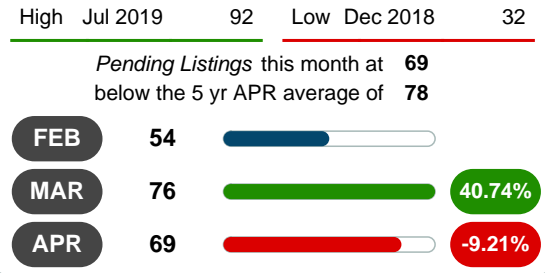 High Jul 2019 92 Low Dec 2018 32
Pending Listings this month at 69
below the 5 yr APR average of 78
FEB 54
MAR 76 40.74%
APR 69 -9.21%